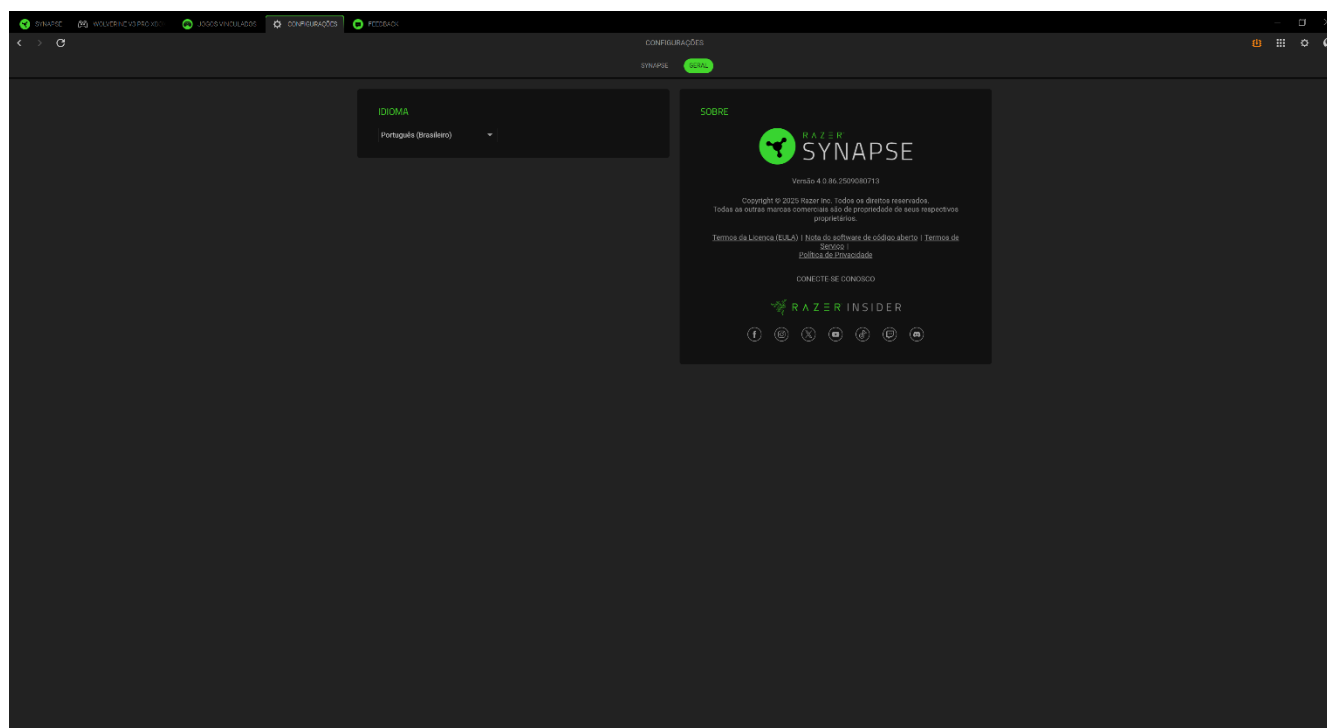 SYNAPSE WOLVERINE V3 PRO XBO JOGOS VINCULADOS CONFIGURAÇÕES FEEDBACK
CONFIGURAÇÕES
SYNAPSE GERAL
IDIOMA
Português (Brasileiro)
SOBRE
RAZER
SYNAPSE
Versão 4.0.86.2509080713
Copyright © 2025 Razer Inc. Todos os direitos reservados.
Todas as outras marcas comerciais são de propriedade de seus respectivos
proprietários.
Termos da Licença (EULA) | Nota do software de código aberto | Termos de
Serviço |
Política de Privacidade
CONECTE-SE CONOSCO
RAZER INSIDER